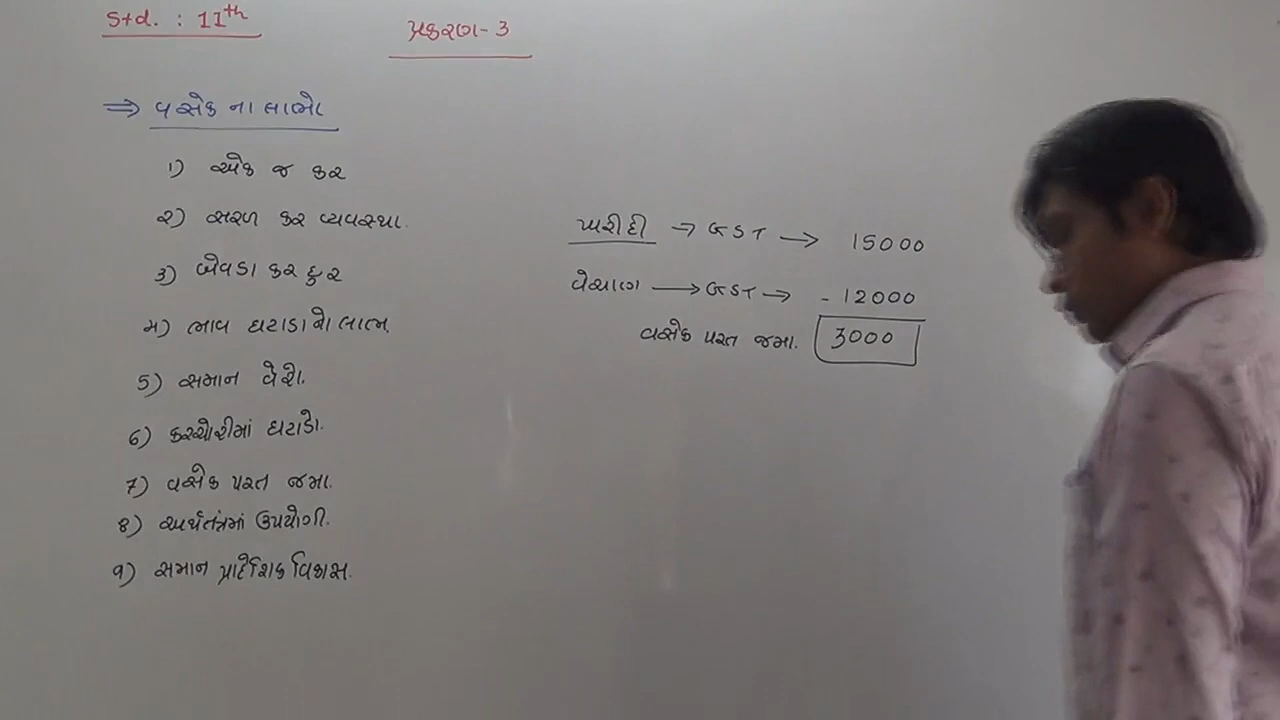 Std. : 11th
પ્રકરણ-3
⇒ વસેક ના લાભો
1) એક જ કર
૨) સરળ કર વ્યવસ્થા.
3) બેવડા કર દુર
૪) ભાવ ઘટાડાનો લાભ.
5) સમાન વેરો.
6) કરચોરીમાં ઘટાડો.
7) વસેક પરત જમા.
8) અર્થતંત્રમાં ઉપયોગી.
9) સમાન પ્રાદેશિક વિકાસ.
ખરીદી → GST → 15000
વેચાણ → GST → - 12000
વસેક પરત જમા. 3000